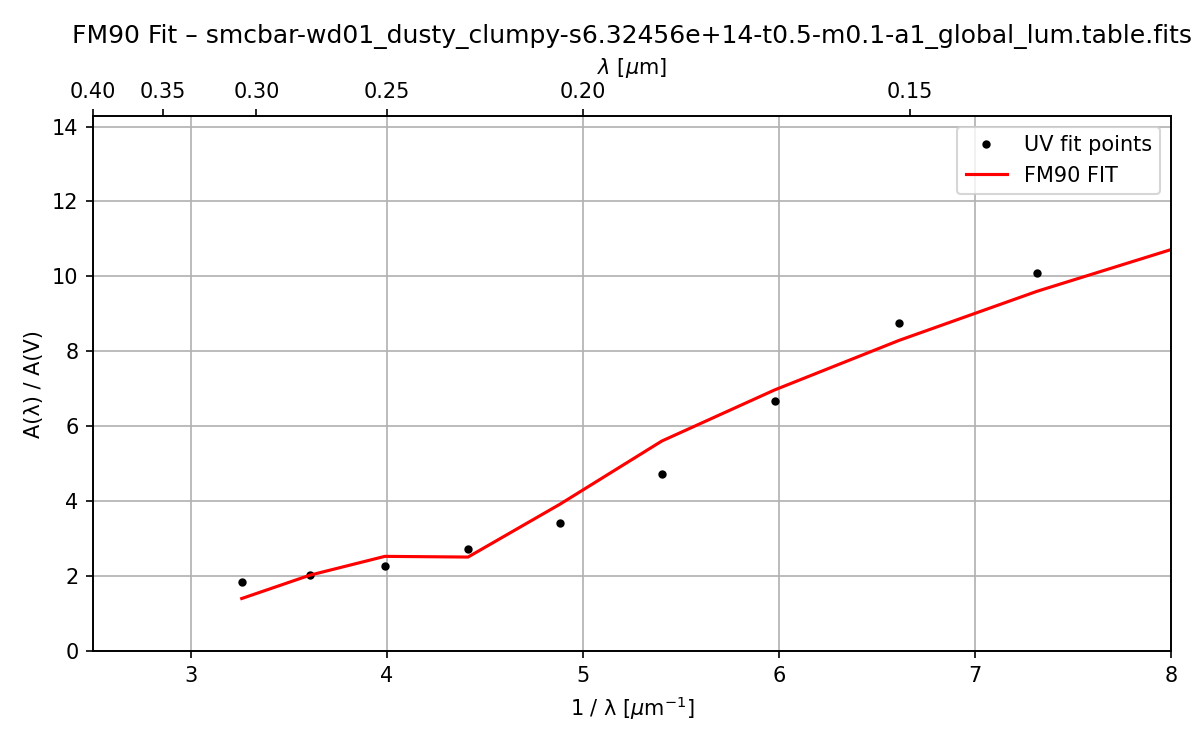 FM90 Fit – smcbar-wd01_dusty_clumpy-s6.32456e+14-t0.5-m0.1-a1_global_lum.table.fits
λ [μm]
0.40 0.35 0.30 0.25 0.20 0.15
14
12
10
8
6
4
2
0
A(λ) / A(V)
UV fit points
FM90 FIT
3 4 5 6 7 8
1 / λ [μm⁻¹]